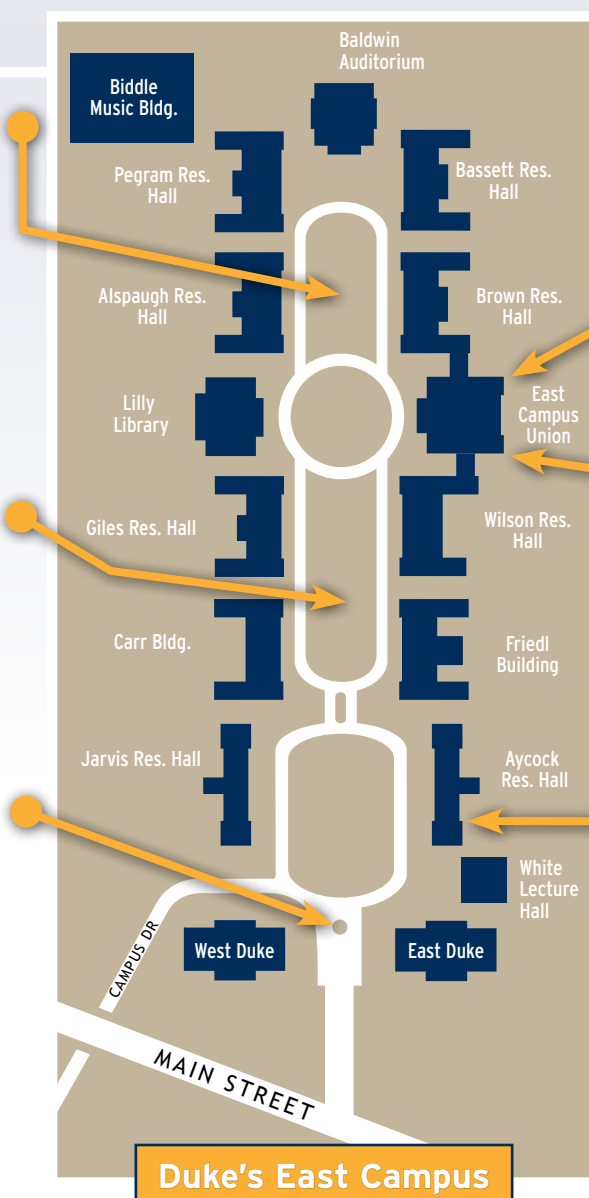 Baldwin
Auditorium
Biddle
Music Bldg.
Pegram Res.
Hall
Bassett Res.
Hall
Alspaugh Res.
Hall
Brown Res.
Hall
Lilly
Library
East
Campus
Union
Giles Res. Hall
Wilson Res.
Hall
Carr Bldg.
Friedl
Building
Jarvis Res. Hall
Aycock
Res. Hall
White
Lecture
Hall
West Duke
East Duke
CAMPUS DR
MAIN STREET
Duke's East Campus